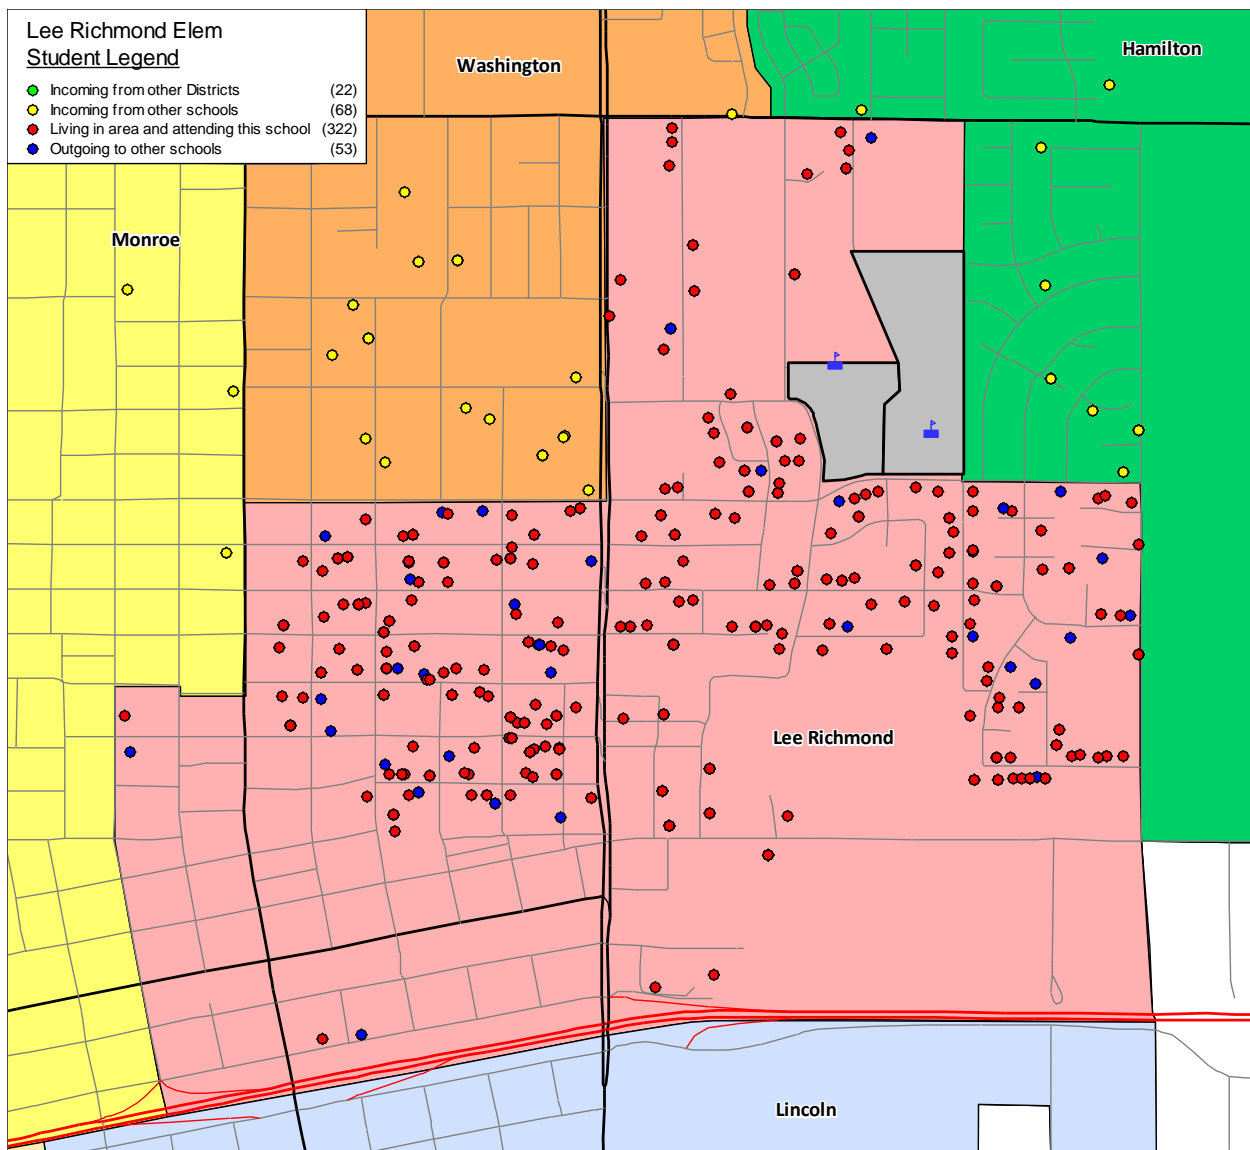 Lee Richmond Elem
Student Legend
Incoming from other Districts (22)
Incoming from other schools (68)
Living in area and attending this school (322)
Outgoing to other schools (53)
Washington
Hamilton
Monroe
Lee Richmond
Lincoln